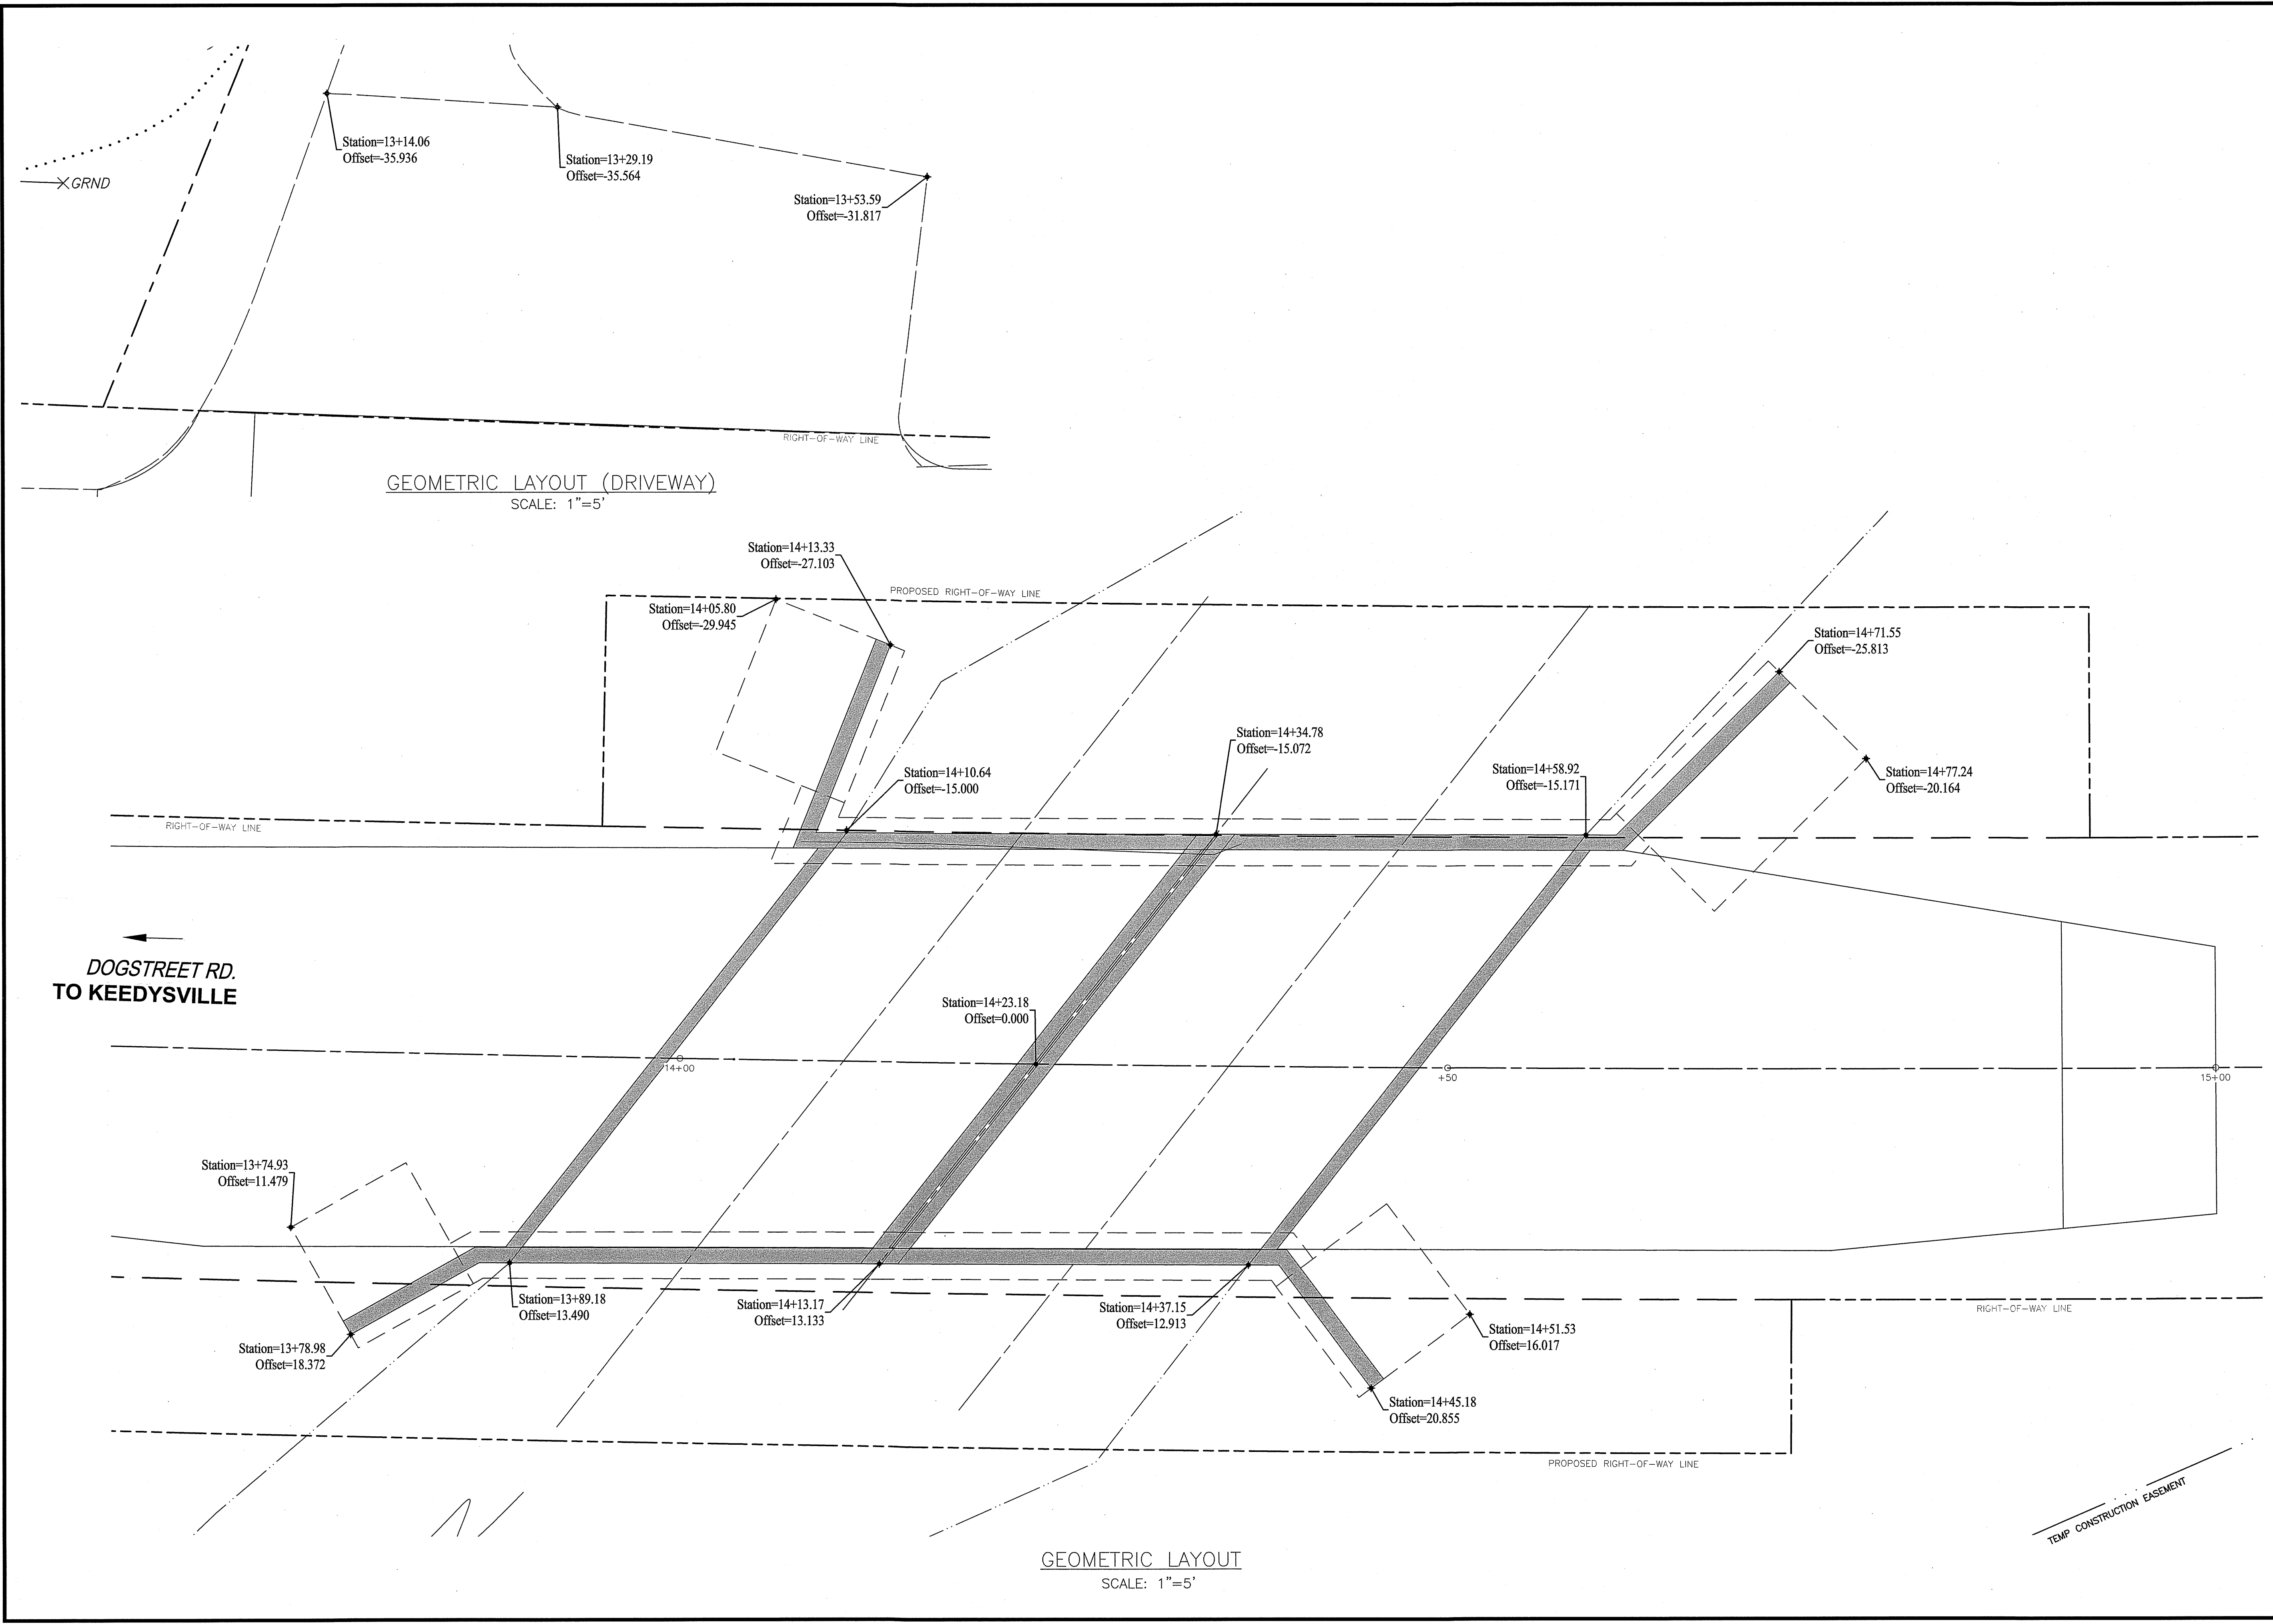 Station=13+14.06
Offset=-35.936
Station=13+29.19
Offset=-35.564
GRND
Station=13+53.59
Offset=-31.817
RIGHT-OF-WAY LINE
GEOMETRIC LAYOUT (DRIVEWAY)
SCALE: 1"=5'
Station=14+13.33
Offset=-27.103
PROPOSED RIGHT-OF-WAY LINE
Station=14+05.80
Offset=-29.945
Station=14+71.55
Offset=-25.813
Station=14+34.78
Offset=-15.072
Station=14+10.64
Offset=-15.000
Station=14+58.92
Offset=-15.171
Station=14+77.24
Offset=-20.164
RIGHT-OF-WAY LINE
DOGSTREET RD.
TO KEEDYSVILLE
Station=14+23.18
Offset=0.000
14+00
+50
15+00
Station=13+74.93
Offset=11.479
Station=13+89.18
Offset=13.490
Station=14+13.17
Offset=13.133
Station=14+37.15
Offset=12.913
RIGHT-OF-WAY LINE
Station=14+51.53
Offset=16.017
Station=13+78.98
Offset=18.372
Station=14+45.18
Offset=20.855
PROPOSED RIGHT-OF-WAY LINE
TEMP CONSTRUCTION EASEMENT
GEOMETRIC LAYOUT
SCALE: 1"=5'